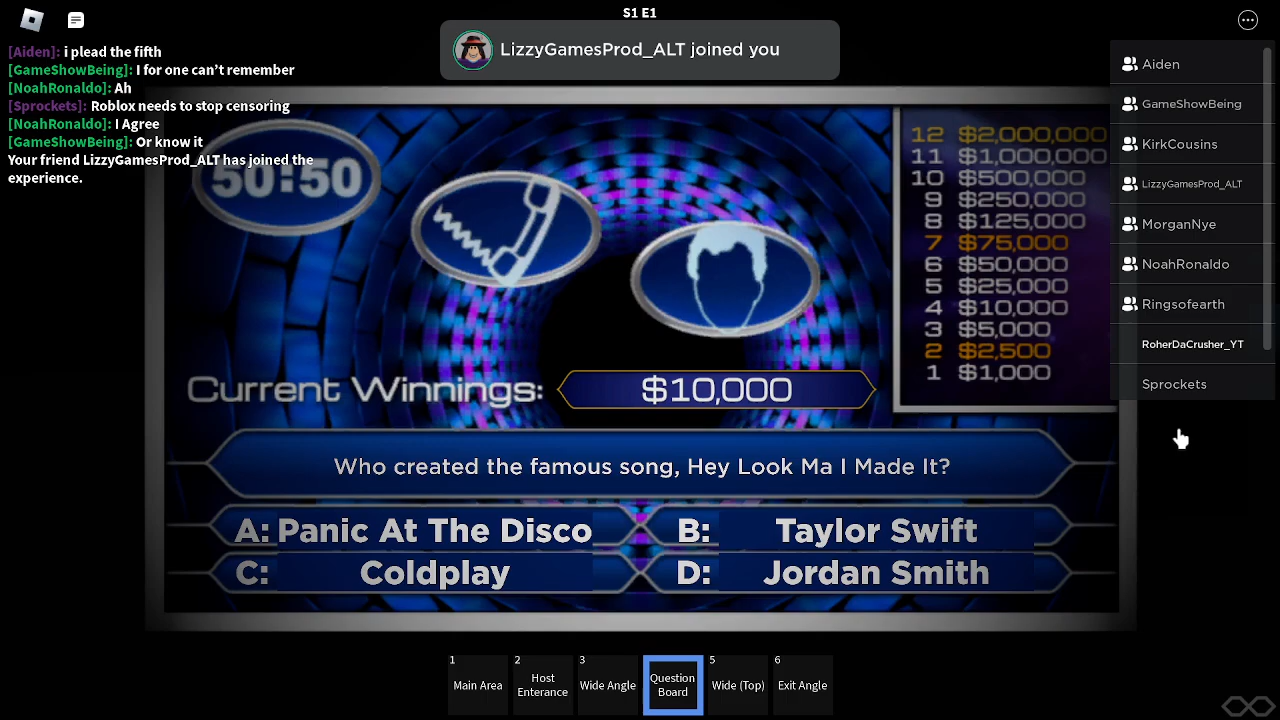 S1 E1
LizzyGamesProd_ALT joined you
[Aiden]: i plead the fifth
[GameShowBeing]: I for one can’t remember
[NoahRonaldo]: Ah
[Sprockets]: Roblox needs to stop censoring
[NoahRonaldo]: I Agree
[GameShowBeing]: Or know it
Your friend LizzyGamesProd_ALT has joined the
experience.
50:50
12 $2,000,000
11 $1,000,000
10 $500,000
9 $250,000
8 $125,000
7 $75,000
6 $50,000
5 $25,000
4 $10,000
3 $5,000
2 $2,500
1 $1,000
Aiden
GameShowBeing
KirkCousins
LizzyGamesProd_ALT
MorganNye
NoahRonaldo
Ringsofearth
RoherDaCrusher_YT
Sprockets
Current Winnings: $10,000
Who created the famous song, Hey Look Ma I Made It?
A: Panic At The Disco
B: Taylor Swift
C: Coldplay
D: Jordan Smith
1 Main Area
2 Host
Enterance
3 Wide Angle
Question
Board
5 Wide (Top)
6 Exit Angle